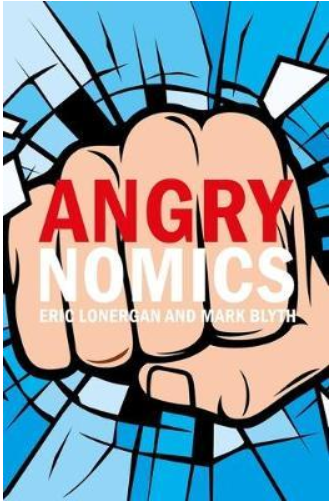 ANGRY
NOMICS
ERIC LONERGAN AND MARK BLYTH